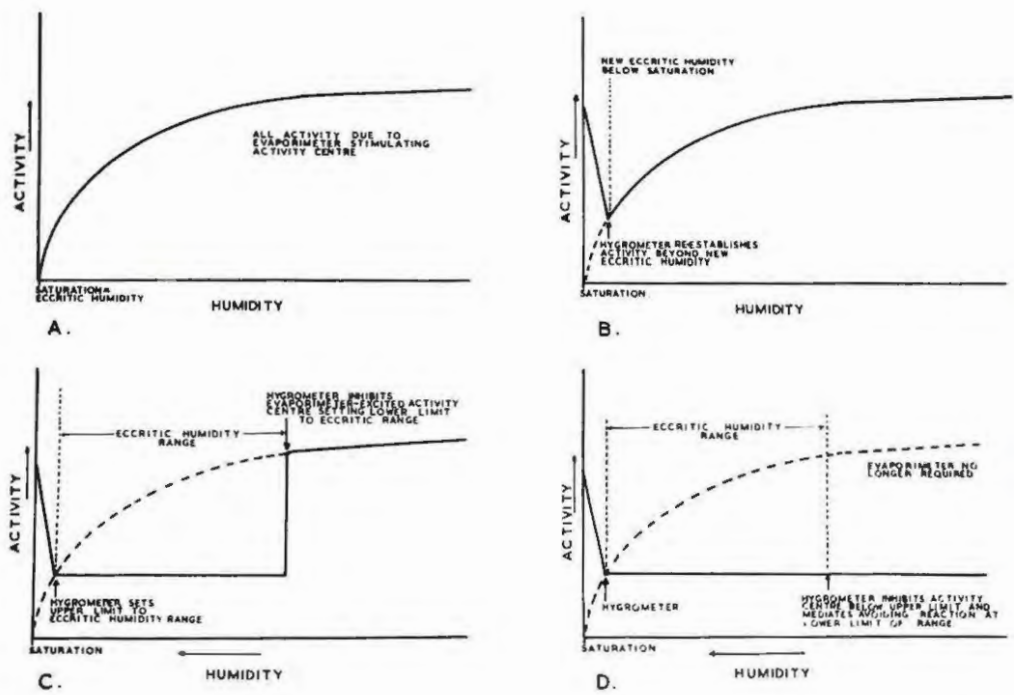 ACTIVITY
ALL ACTIVITY DUE TO
EVAPORIMETER STIMULATING
ACTIVITY CENTRE
SATURATION=
ECCRITIC HUMIDITY
HUMIDITY
A.
ACTIVITY
NEW ECCRITIC HUMIDITY
BELOW SATURATION
HYGROMETER RE-ESTABLISHES
ACTIVITY BEYOND NEW
ECCRITIC HUMIDITY
SATURATION
HUMIDITY
B.
ACTIVITY
HYGROMETER INHIBITS
EVAPORIMETER-EXCITED ACTIVITY
CENTRE SETTING LOWER LIMIT
TO ECCRITIC RANGE
ECCRITIC HUMIDITY
RANGE
HYGROMETER SETS
UPPER LIMIT TO
ECCRITIC HUMIDITY RANGE
SATURATION
HUMIDITY
C.
ACTIVITY
ECCRITIC HUMIDITY
RANGE
EVAPORIMETER NO
LONGER REQUIRED
HYGROMETER
HYGROMETER INHIBITS ACTIVITY
CENTRE BELOW UPPER LIMIT AND
MEDIATES AVOIDING REACTION AT
LOWER LIMIT OF RANGE
SATURATION
HUMIDITY
D.